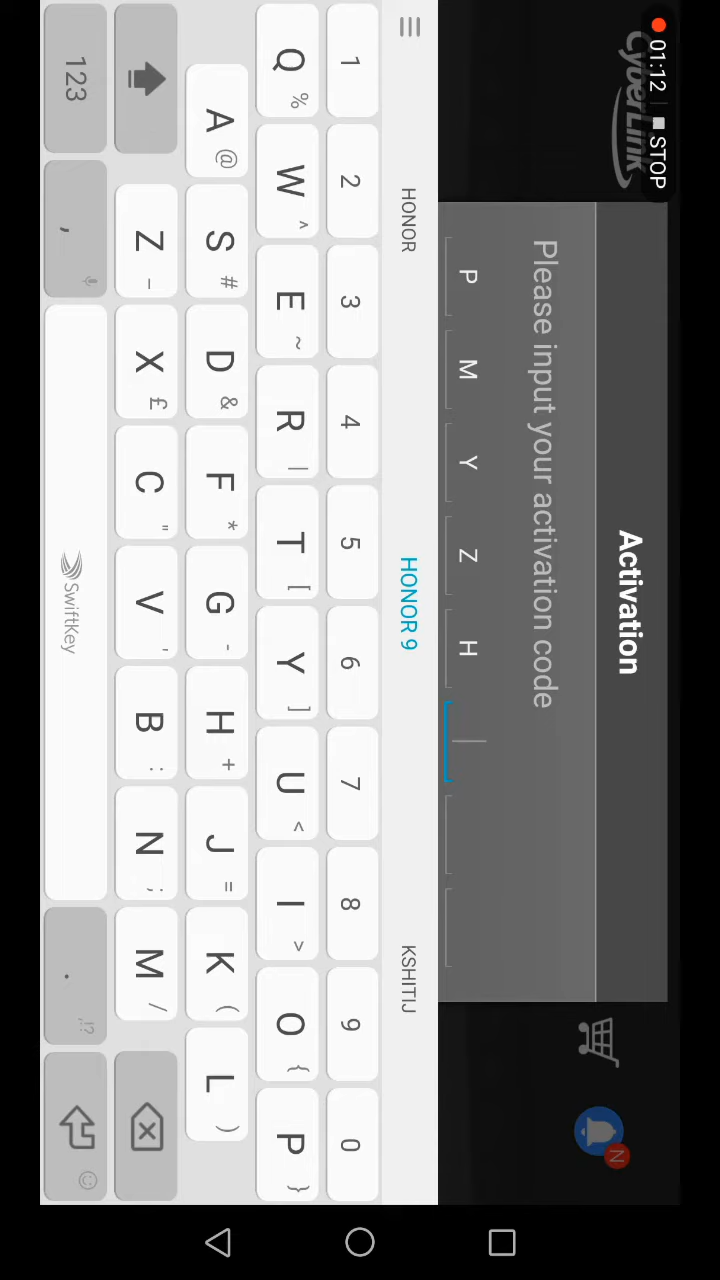 01:12 | STOP
CyberLink
Activation
N
Please input your activation code
P M Y Z H
HONOR HONOR 9 KSHITIJ
1 2 3 4 5 6 7 8 9 0
Q % W ^ E ~ R | T [ Y ] U < I > O { P }
A @ S # D & F * G - H + J = K ( L )
Z _ X £ C " V ' B : N ; M /
123 , SwiftKey . ,!?